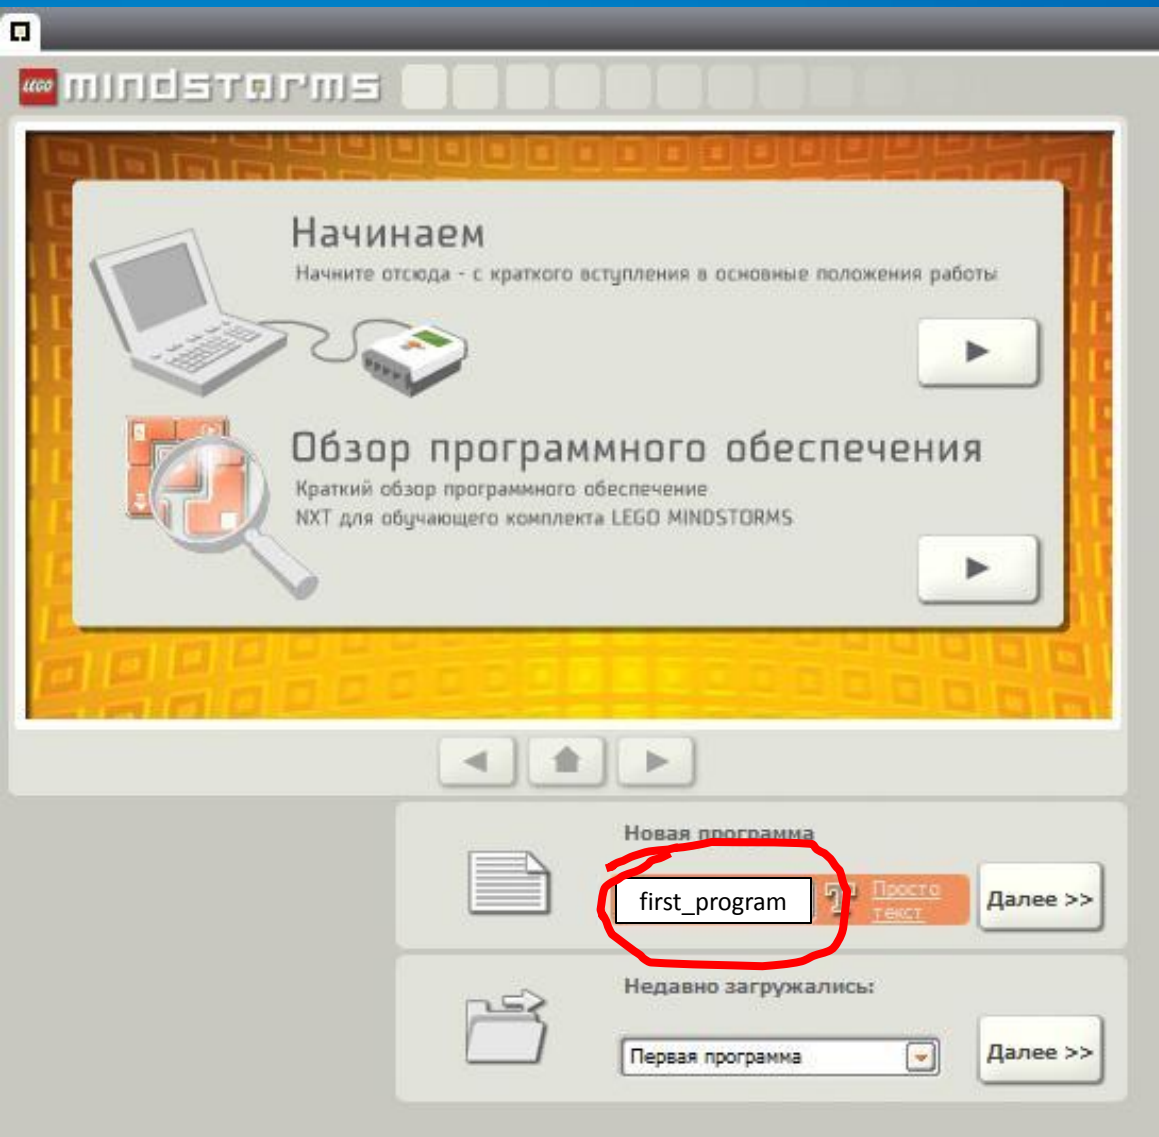 LEGO mindstorms
Начинаем
Начните отсюда - с краткого вступления в основные положения работы
Обзор программного обеспечения
Краткий обзор программного обеспечение
NXT для обучающего комплекта LEGO MINDSTORMS
Новая программа
first_program
Просто
текст
Далее >>
Недавно загружались:
Первая программа
Далее >>